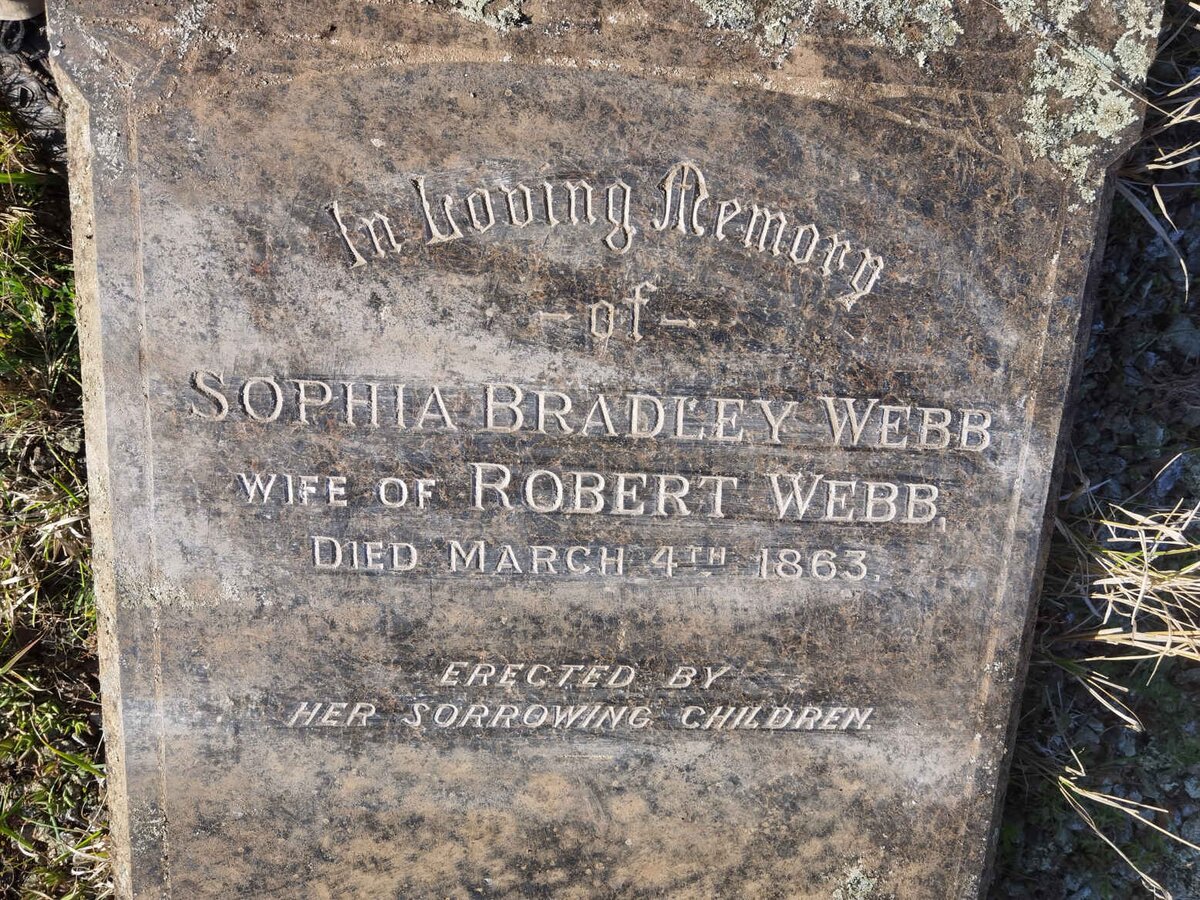 In Loving Memory
- of -
SOPHIA BRADLEY WEBB
WIFE OF ROBERT WEBB,
DIED MARCH 4TH 1863.
ERECTED BY
HER SORROWING CHILDREN.